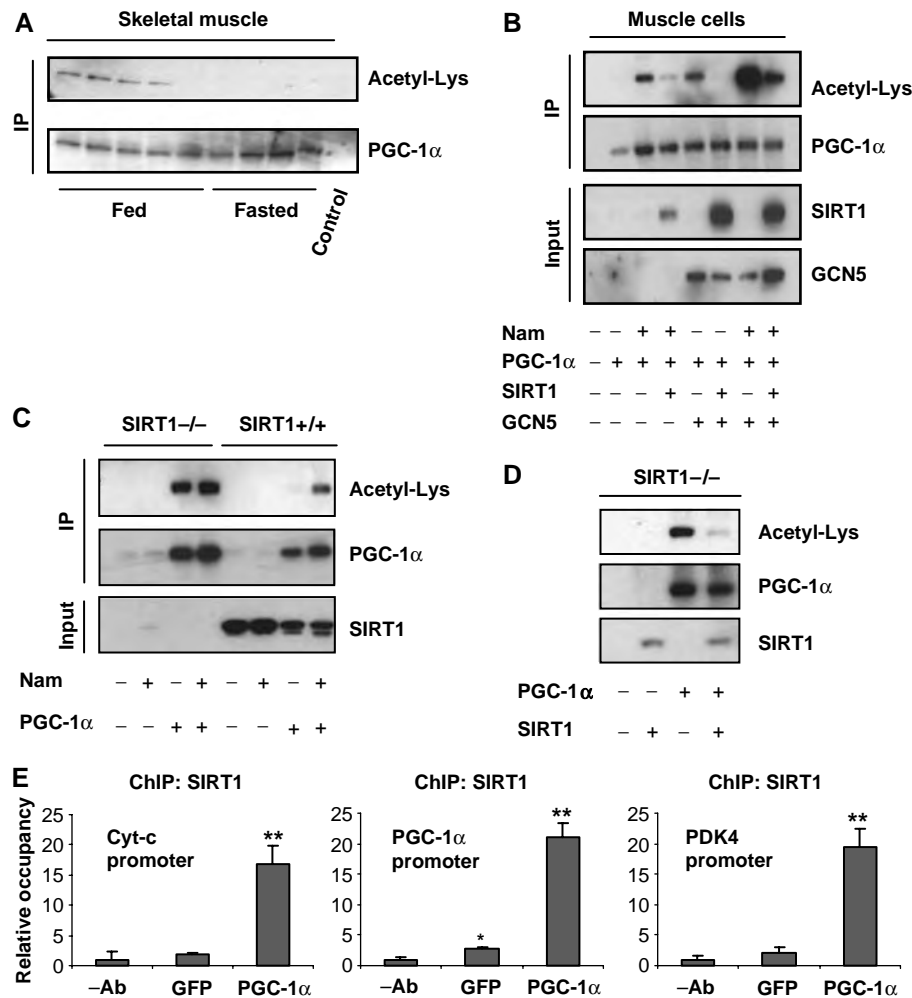 A
Skeletal muscle
IP
Acetyl-Lys
PGC-1α
Fed
Fasted
Control
B
Muscle cells
IP
Acetyl-Lys
PGC-1α
Input
SIRT1
GCN5
Nam – – + + – – + +
PGC-1α – + + + + + + +
SIRT1 – – – + – + – +
GCN5 – – – – + + + +
C
SIRT1–/– SIRT1+/+
IP
Acetyl-Lys
PGC-1α
Input
SIRT1
Nam – + – + – + – +
PGC-1α – – + + – – + +
D
SIRT1–/–
Acetyl-Lys
PGC-1α
SIRT1
PGC-1α – – + +
SIRT1 – + – +
E
ChIP: SIRT1
Relative occupancy
25
20
15
10
5
0
Cyt-c
promoter
**
–Ab GFP PGC-1α
ChIP: SIRT1
25
20
15
10
5
0
PGC-1α
promoter
*
**
–Ab GFP PGC-1α
ChIP: SIRT1
25
20
15
10
5
0
PDK4
promoter
**
–Ab GFP PGC-1α